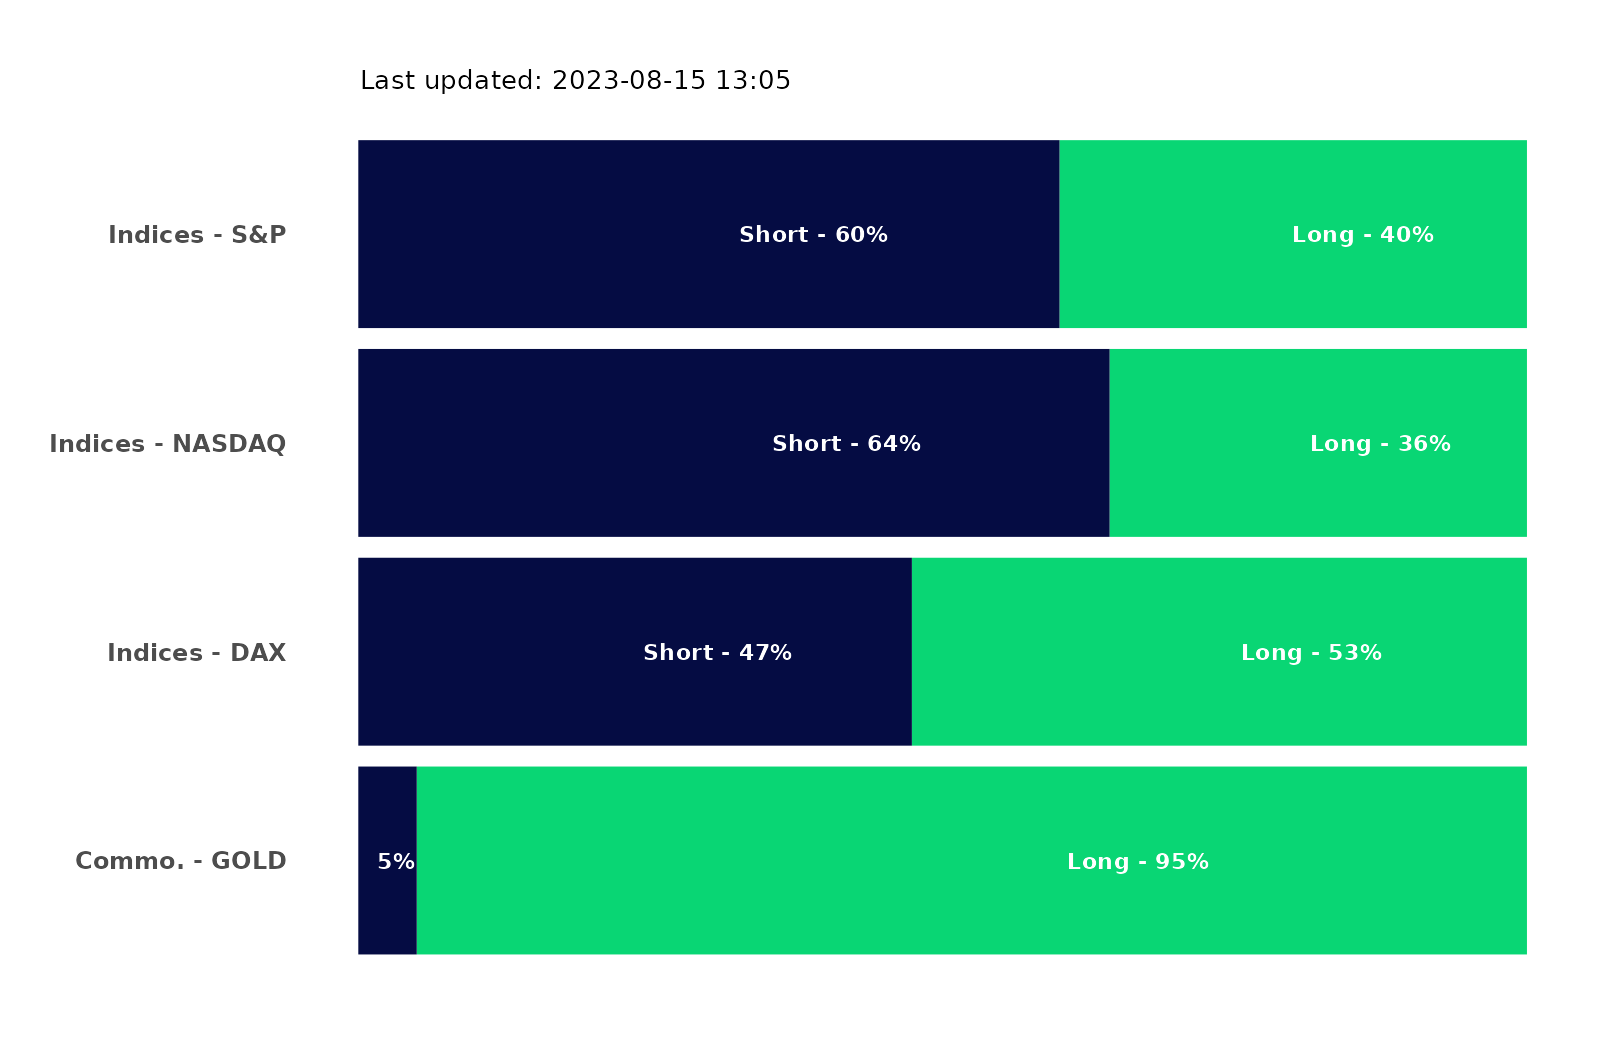 Last updated: 2023-08-15 13:05
Indices - S&P Short - 60% Long - 40%
Indices - NASDAQ Short - 64% Long - 36%
Indices - DAX Short - 47% Long - 53%
Commo. - GOLD 5% Long - 95%